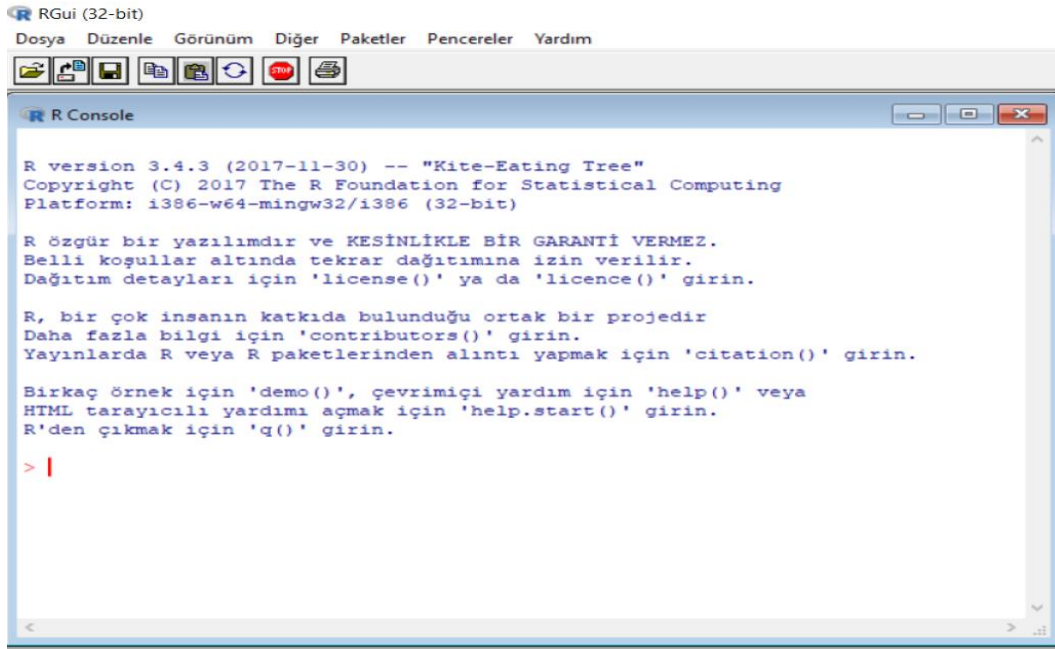 RGui (32-bit)
Dosya Düzenle Görünüm Diğer Paketler Pencereler Yardım
STOP
R Console
R version 3.4.3 (2017-11-30) -- "Kite-Eating Tree"
Copyright (C) 2017 The R Foundation for Statistical Computing
Platform: i386-w64-mingw32/i386 (32-bit)
R özgür bir yazılımdır ve KESİNLİKLE BİR GARANTİ VERMEZ.
Belli koşullar altında tekrar dağıtımına izin verilir.
Dağıtım detayları için 'license()' ya da 'licence()' girin.
R, bir çok insanın katkıda bulunduğu ortak bir projedir
Daha fazla bilgi için 'contributors()' girin.
Yayınlarda R veya R paketlerinden alıntı yapmak için 'citation()' girin.
Birkaç örnek için 'demo()', çevrimiçi yardım için 'help()' veya
HTML tarayıcılı yardımı açmak için 'help.start()' girin.
R'den çıkmak için 'q()' girin.
>